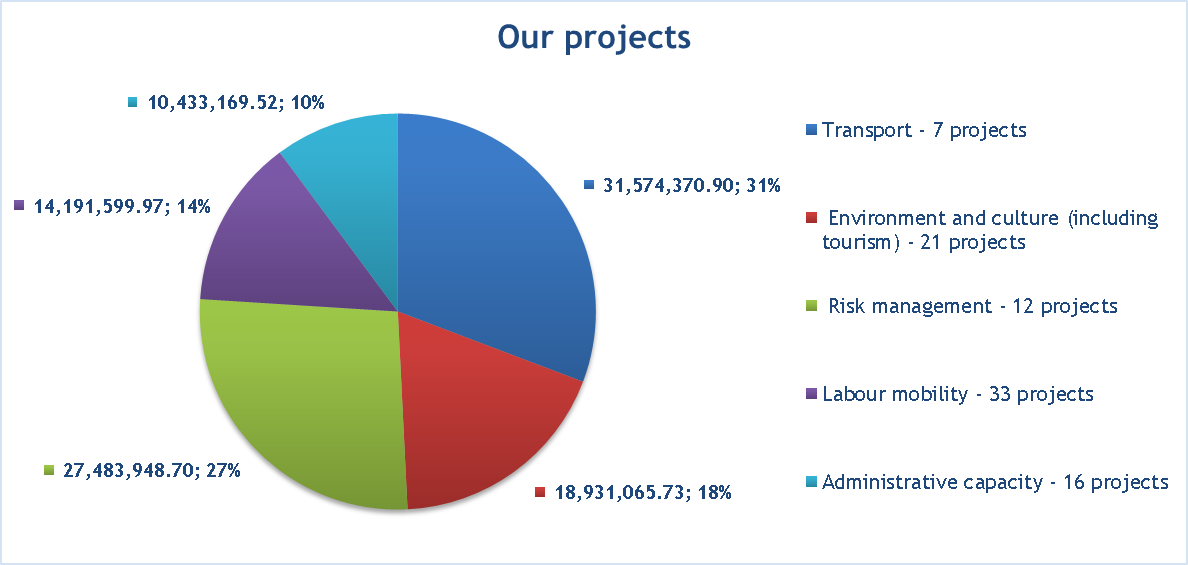 Our projects
10,433,169.52; 10%
31,574,370.90; 31%
14,191,599.97; 14%
27,483,948.70; 27%
18,931,065.73; 18%
Transport - 7 projects
Environment and culture (including
tourism) - 21 projects
Risk management - 12 projects
Labour mobility - 33 projects
Administrative capacity - 16 projects